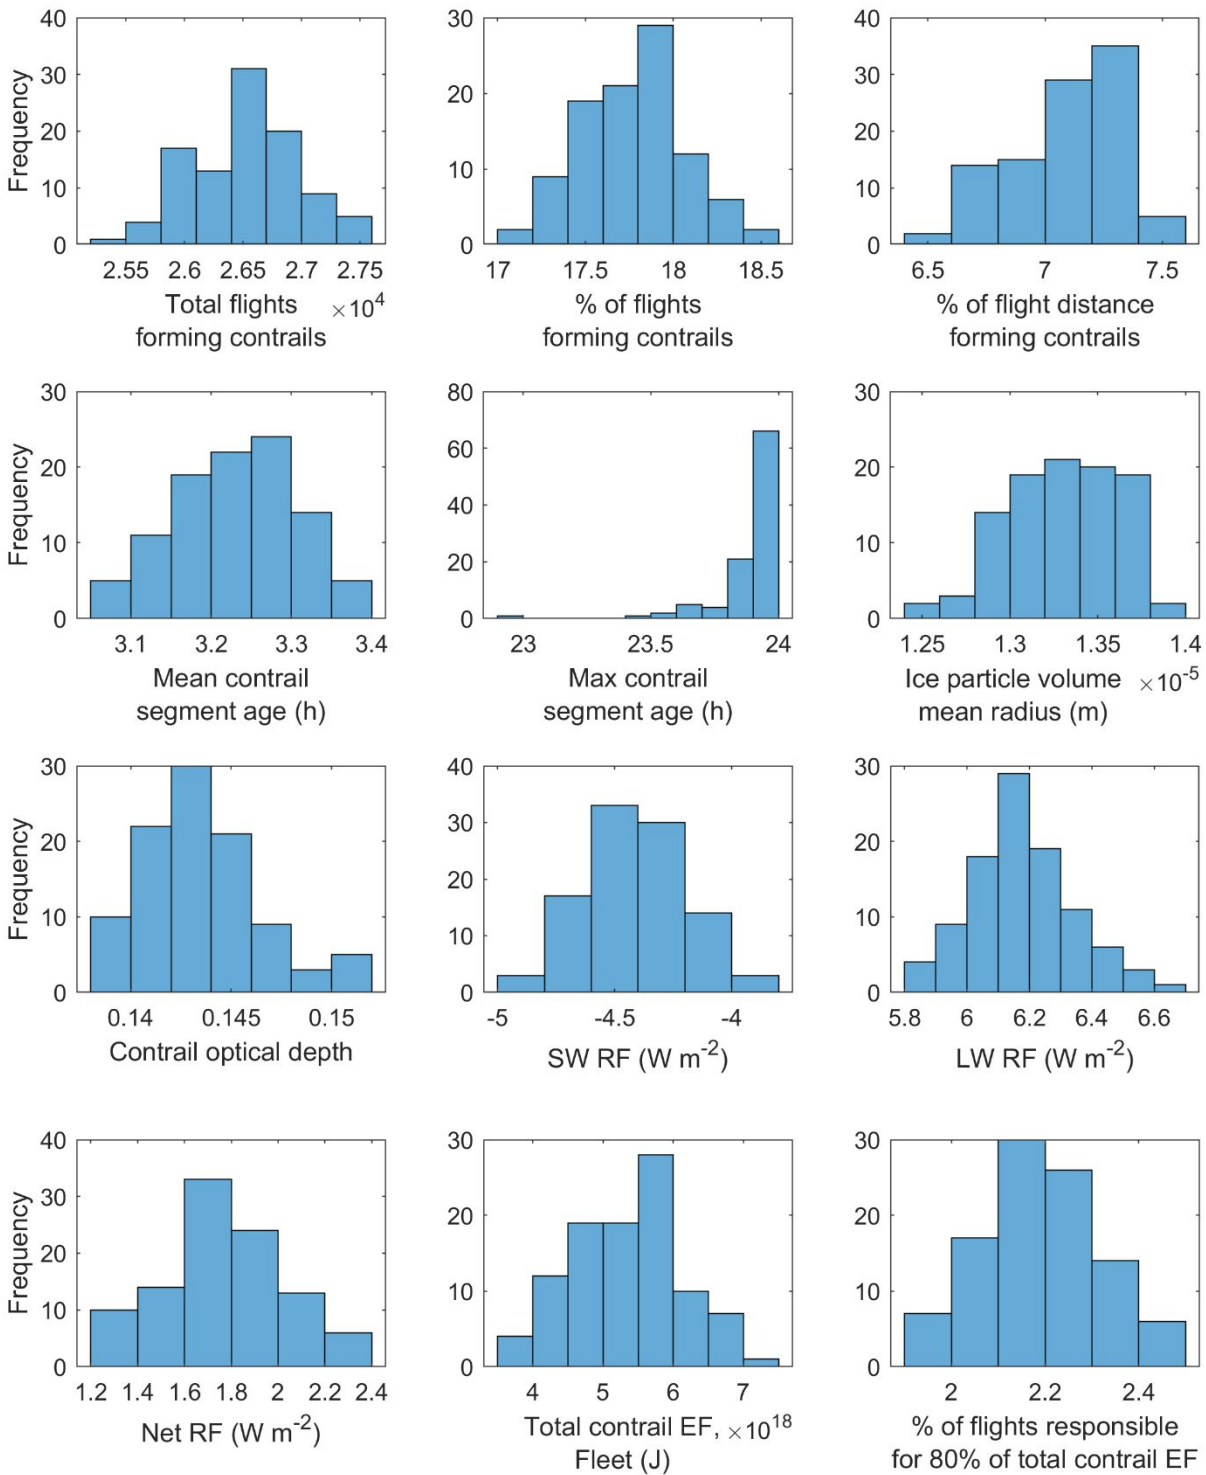 40
30
20
10
0
Frequency
2.55 2.6 2.65 2.7 2.75
Total flights ×10^4
forming contrails
30
20
10
0
17 17.5 18 18.5
% of flights
forming contrails
40
30
20
10
0
6.5 7 7.5
% of flight distance
forming contrails
30
20
10
0
Frequency
3.1 3.2 3.3 3.4
Mean contrail
segment age (h)
80
60
40
20
0
23 23.5 24
Max contrail
segment age (h)
30
20
10
0
1.25 1.3 1.35 1.4
Ice particle volume ×10^-5
mean radius (m)
30
20
10
0
Frequency
0.14 0.145 0.15
Contrail optical depth
40
30
20
10
0
-5 -4.5 -4
SW RF (W m^-2)
30
20
10
0
5.8 6 6.2 6.4 6.6
LW RF (W m^-2)
40
30
20
10
0
Frequency
1.2 1.4 1.6 1.8 2 2.2 2.4
Net RF (W m^-2)
30
20
10
0
4 5 6 7
Total contrail EF, ×10^18
Fleet (J)
30
20
10
0
2 2.2 2.4
% of flights responsible
for 80% of total contrail EF